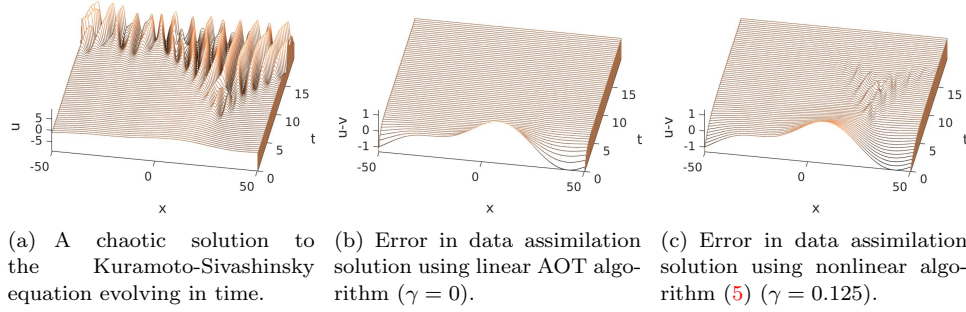 5
0
-5
u
-50
0
50
x
0
5
10
15
t
1
0
-1
u-v
-50
0
50
x
0
5
10
15
t
1
0
-1
u-v
-50
0
50
x
0
5
10
15
t
(a) A chaotic solution to
the Kuramoto-Sivashinsky
equation evolving in time.
(b) Error in data assimilation
solution using linear AOT algo-
rithm (γ = 0).
(c) Error in data assimilation
solution using nonlinear algo-
rithm (5) (γ = 0.125).